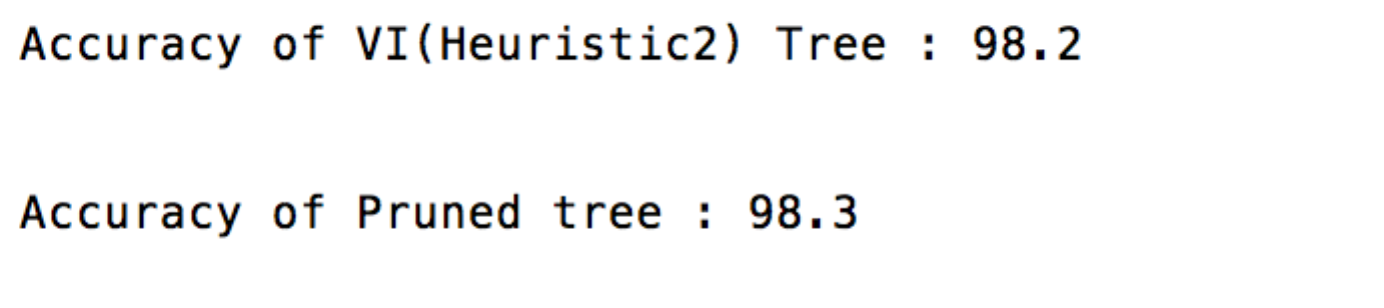 Accuracy of VI(Heuristic2) Tree : 98.2
Accuracy of Pruned tree : 98.3